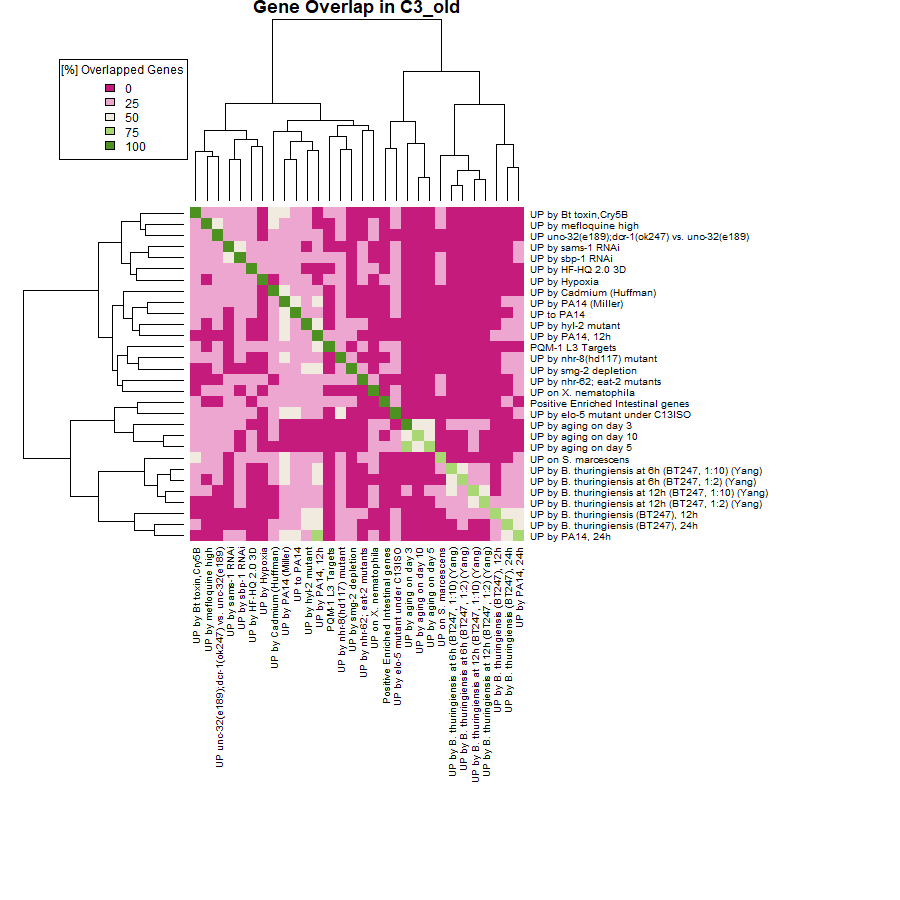 Gene Overlap in C3_old
[%] Overlapped Genes
0
25
50
75
100
UP by Bt toxin,Cry5B
UP by mefloquine high
UP unc-32(e189);dcr-1(ok247) vs. unc-32(e189)
UP by sams-1 RNAi
UP by sbp-1 RNAi
UP by HF-HQ 2.0 3D
UP by Hypoxia
UP by Cadmium (Huffman)
UP by PA14 (Miller)
UP to PA14
UP by hyl-2 mutant
UP by PA14, 12h
PQM-1 L3 Targets
UP by nhr-8(hd117) mutant
UP by smg-2 depletion
UP by nhr-62; eat-2 mutants
UP on X. nematophila
Positive Enriched Intestinal genes
UP by elo-5 mutant under C13ISO
UP by aging on day 3
UP by aging on day 10
UP by aging on day 5
UP on S. marcescens
UP by B. thuringiensis at 6h (BT247, 1:10) (Yang)
UP by B. thuringiensis at 6h (BT247, 1:2) (Yang)
UP by B. thuringiensis at 12h (BT247, 1:10) (Yang)
UP by B. thuringiensis at 12h (BT247, 1:2) (Yang)
UP by B. thuringiensis (BT247), 12h
UP by B. thuringiensis (BT247), 24h
UP by PA14, 24h
UP by Bt toxin,Cry5B
UP by mefloquine high
UP unc-32(e189);dcr-1(ok247) vs. unc-32(e189)
UP by sams-1 RNAi
UP by sbp-1 RNAi
UP by HF-HQ 2.0 3D
UP by Hypoxia
UP by Cadmium (Huffman)
UP by PA14 (Miller)
UP to PA14
UP by hyl-2 mutant
UP by PA14, 12h
PQM-1 L3 Targets
UP by nhr-8(hd117) mutant
UP by smg-2 depletion
UP by nhr-62; eat-2 mutants
UP on X. nematophila
Positive Enriched Intestinal genes
UP by elo-5 mutant under C13ISO
UP by aging on day 3
UP by aging on day 10
UP by aging on day 5
UP on S. marcescens
UP by B. thuringiensis at 6h (BT247, 1:10) (Yang)
UP by B. thuringiensis at 6h (BT247, 1:2) (Yang)
UP by B. thuringiensis at 12h (BT247, 1:10) (Yang)
UP by B. thuringiensis at 12h (BT247, 1:2) (Yang)
UP by B. thuringiensis (BT247), 12h
UP by B. thuringiensis (BT247), 24h
UP by PA14, 24h